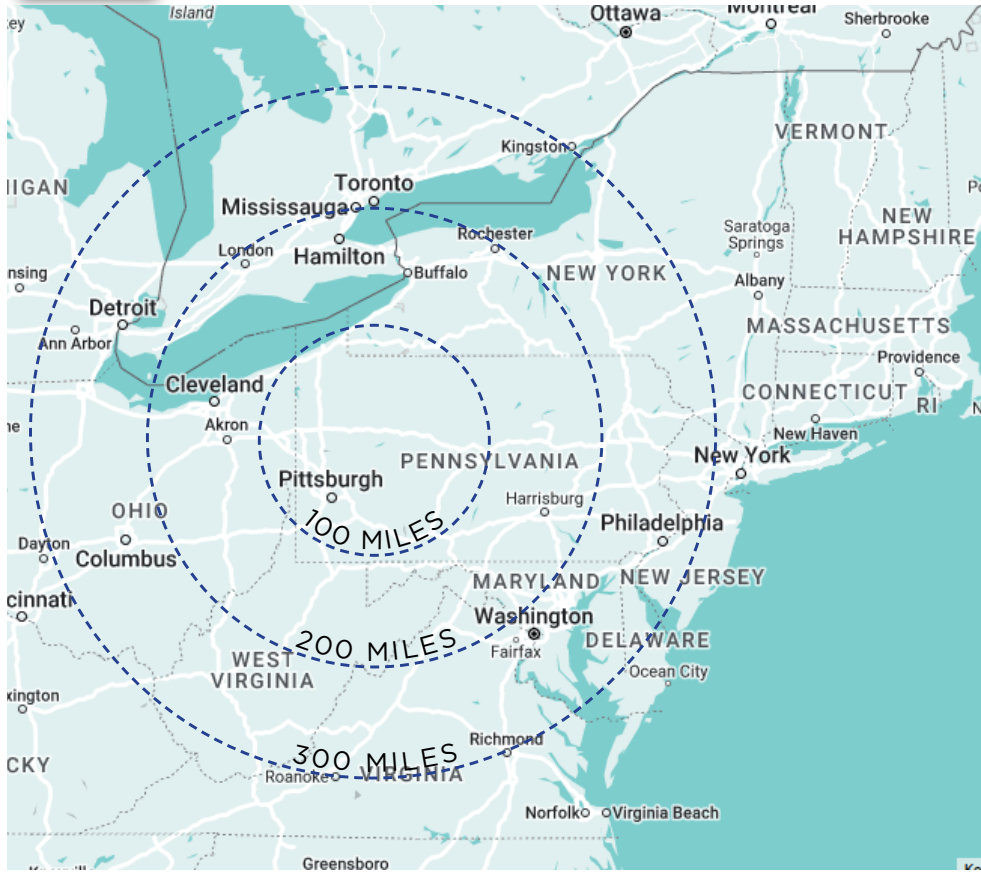 Island
Ottawa
Montreal
Sherbrooke
Kingston
VERMONT
Toronto
Mississauga
NEW
HAMPSHIRE
Saratoga
Springs
Rochester
London
Hamilton
Buffalo
NEW YORK
nsing
Albany
Detroit
Ann Arbor
MASSACHUSETTS
Providence
Cleveland
CONNECTICUT
RI
Akron
New Haven
New York
PENNSYLVANIA
Pittsburgh
Harrisburg
OHIO
100 MILES
Philadelphia
Dayton
Columbus
MARYLAND
NEW JERSEY
cinnati
Washington
200 MILES
DELAWARE
Fairfax
WEST
VIRGINIA
Ocean City
xington
Richmond
300 MILES
CKY
Roanoke
VIRGINIA
Norfolk
Virginia Beach
Greensboro